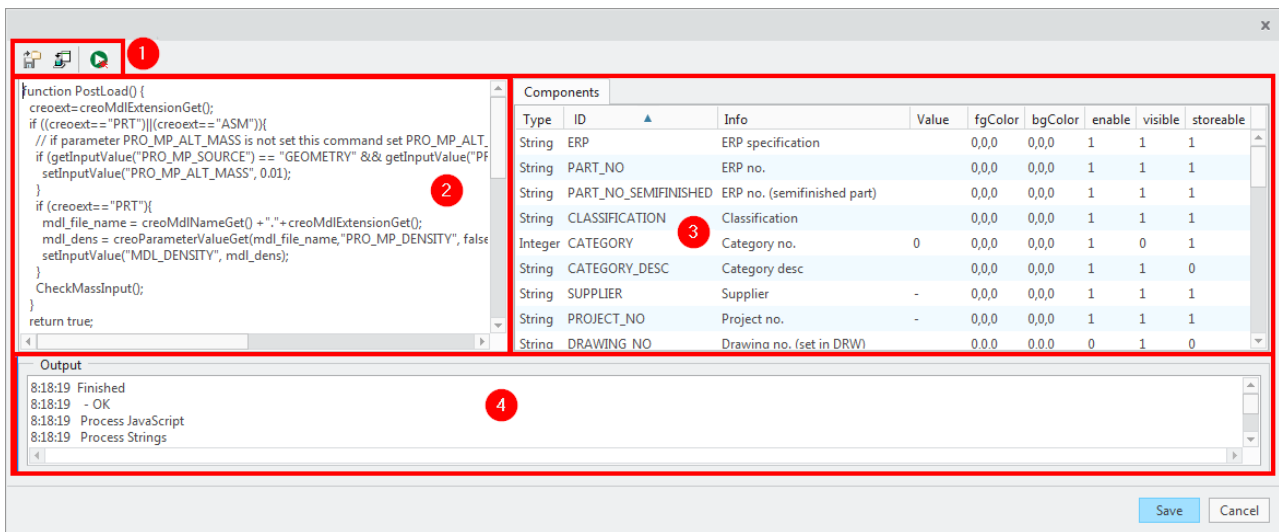 x
1
function PostLoad() {
creoext=creoMdlExtensionGet();
if ((creoext=="PRT")||(creoext=="ASM")){
// if parameter PRO_MP_ALT_MASS is not set this command set PRO_MP_ALT_
if (getInputValue("PRO_MP_SOURCE") == "GEOMETRY" && getInputValue("PF
setInputValue("PRO_MP_ALT_MASS", 0.01);
}
if (creoext=="PRT"){
mdl_file_name = creoMdlNameGet() +"."+creoMdlExtensionGet();
mdl_dens = creoParameterValueGet(mdl_file_name,"PRO_MP_DENSITY", false
setInputValue("MDL_DENSITY", mdl_dens);
}
CheckMassInput();
}
return true;
2
Components
Type ID Info Value fgColor bgColor enable visible storeable
String ERP ERP specification 0,0,0 0,0,0 1 1 1
String PART_NO ERP no. 0,0,0 0,0,0 1 1 1
String PART_NO_SEMIFINISHED ERP no. (semifinished part) 0,0,0 0,0,0 1 1 1
String CLASSIFICATION Classification 0,0,0 0,0,0 1 1 1
Integer CATEGORY Category no. 0 0,0,0 0,0,0 1 0 1
String CATEGORY_DESC Category desc 0,0,0 0,0,0 1 1 0
String SUPPLIER Supplier - 0,0,0 0,0,0 1 1 1
String PROJECT_NO Project no. - 0,0,0 0,0,0 1 1 1
String DRAWING_NO Drawing no. (set in DRW) 0,0,0 0,0,0 0 1 0
3
Output
8:18:19 Finished
8:18:19 - OK
8:18:19 Process JavaScript
8:18:19 Process Strings
4
Save Cancel